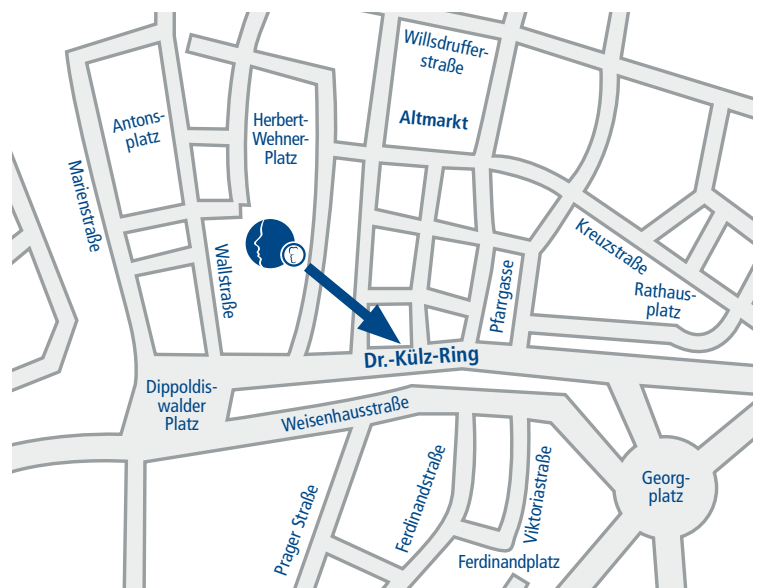 Willsdruffer-
straße
Altmarkt
Antons-
platz
Herbert-
Wehner-
Platz
Marienstraße
Wallstraße
Kreuzstraße
Rathaus-
platz
Pfarrgasse
Dr.-Külz-Ring
Dippoldis-
walder
Platz
Weisenhausstraße
Georg-
platz
Prager Straße
Ferdinandstraße
Viktoriastraße
Ferdinandplatz